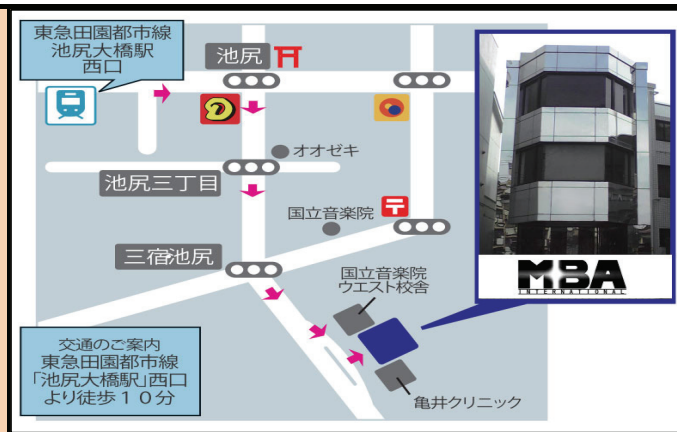 東急田園都市線
池尻大橋駅
西口
池尻
オオゼキ
池尻三丁目
国立音楽院
三宿池尻
国立音楽院
ウエスト校舎
亀井クリニック
MBA
INTERNATIONAL
交通のご案内
東急田園都市線
「池尻大橋駅」西口
より徒歩10分